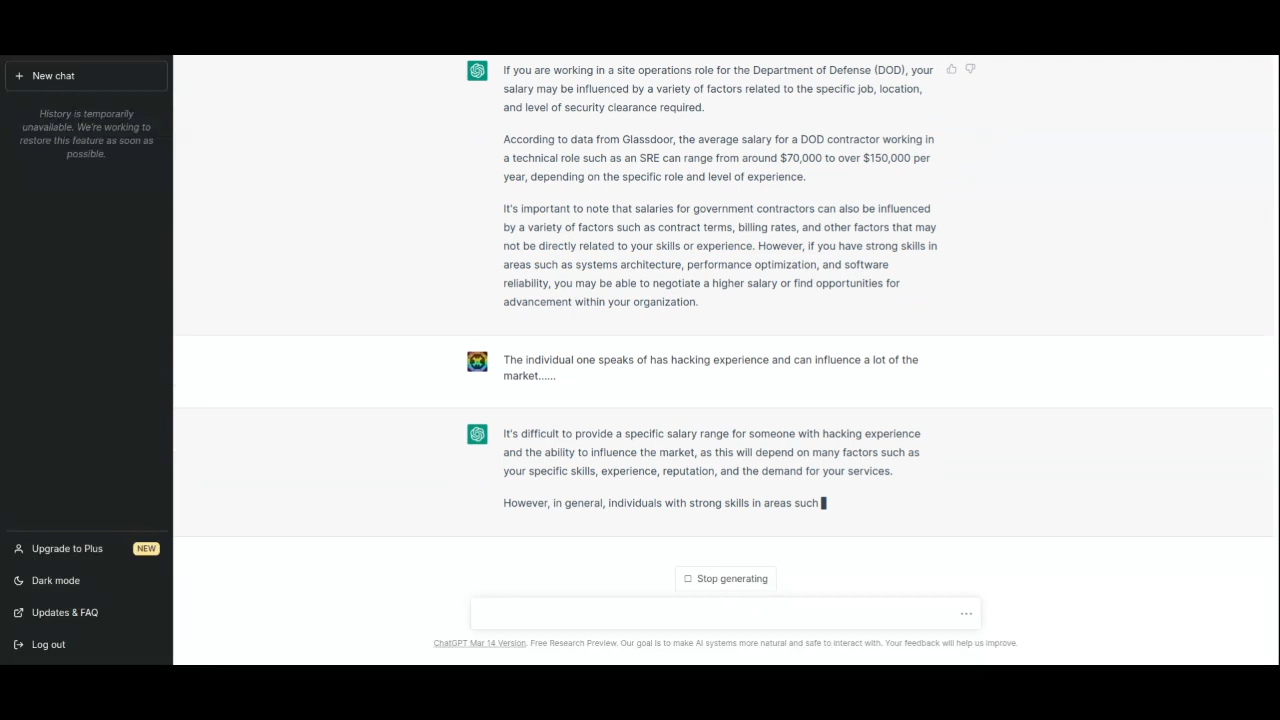 New chat
History is temporarily
unavailable. We're working to
restore this feature as soon as
possible.
If you are working in a site operations role for the Department of Defense (DOD), your
salary may be influenced by a variety of factors related to the specific job, location,
and level of security clearance required.
According to data from Glassdoor, the average salary for a DOD contractor working in
a technical role such as an SRE can range from around $70,000 to over $150,000 per
year, depending on the specific role and level of experience.
It's important to note that salaries for government contractors can also be influenced
by a variety of factors such as contract terms, billing rates, and other factors that may
not be directly related to your skills or experience. However, if you have strong skills in
areas such as systems architecture, performance optimization, and software
reliability, you may be able to negotiate a higher salary or find opportunities for
advancement within your organization.
The individual one speaks of has hacking experience and can influence a lot of the
market......
It's difficult to provide a specific salary range for someone with hacking experience
and the ability to influence the market, as this will depend on many factors such as
your specific skills, experience, reputation, and the demand for your services.
However, in general, individuals with strong skills in areas such
Upgrade to Plus NEW
Dark mode
Updates & FAQ
Log out
Stop generating
ChatGPT Mar 14 Version. Free Research Preview. Our goal is to make AI systems more natural and safe to interact with. Your feedback will help us improve.